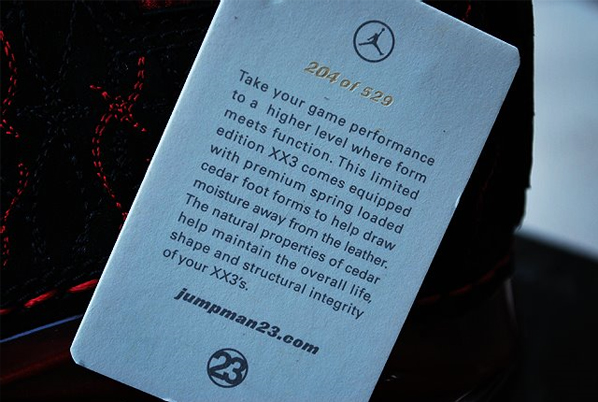 204 of 529
Take your game performance
to a higher level where form
meets function. This limited
edition XX3 comes equipped
with premium spring loaded
cedar foot forms to help draw
moisture away from the leather.
The natural properties of cedar
help maintain the overall life,
shape and structural integrity
of your XX3's.
jumpman23.com
23